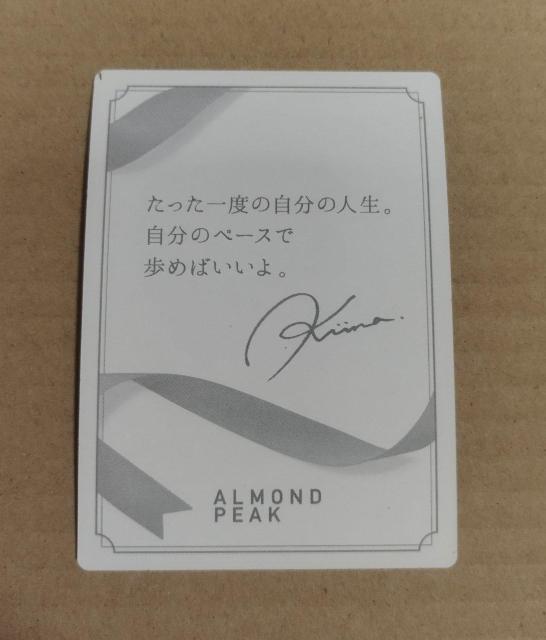 たった一度の自分の人生。
自分のペースで
歩めばいいよ。
ALMOND
PEAK